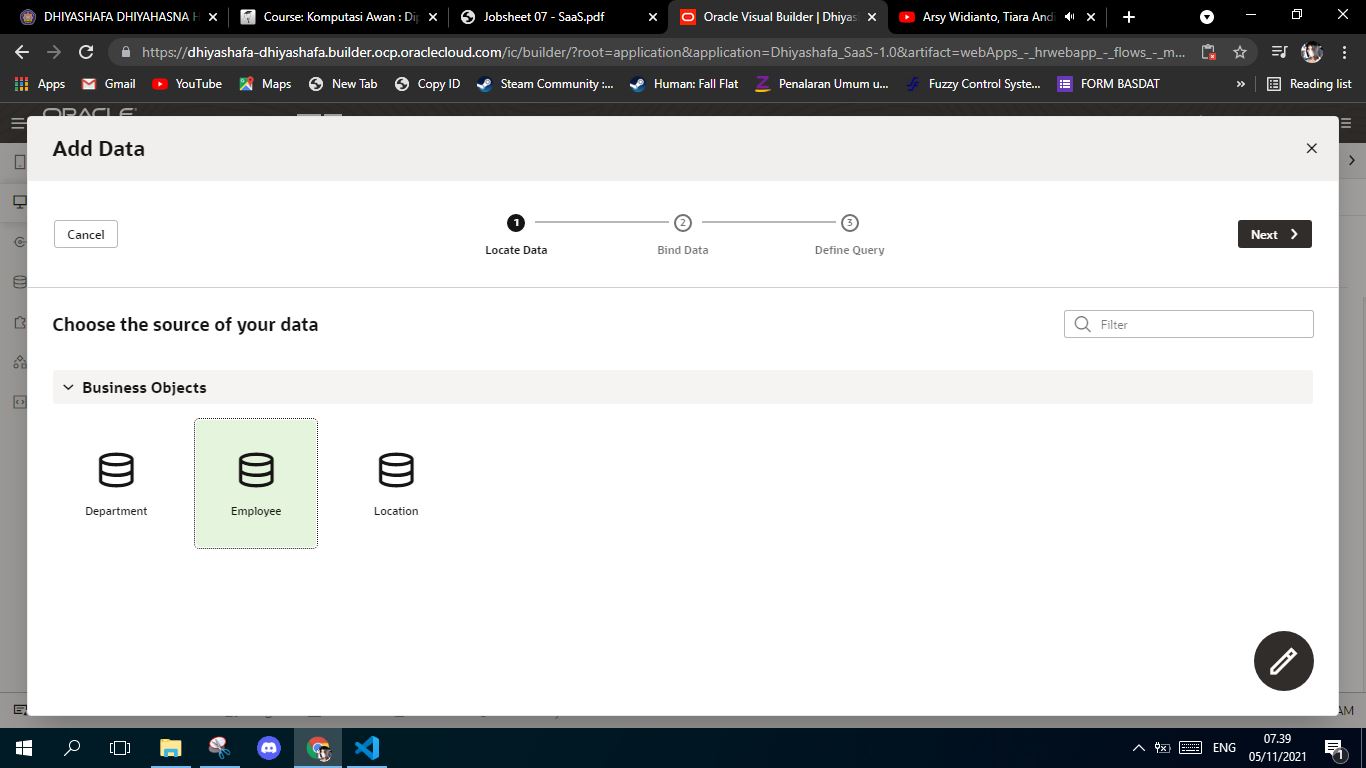 DHIYASHAFA DHIYAHASNA H
Course: Komputasi Awan : Di
Jobsheet 07 - SaaS.pdf
Oracle Visual Builder | Dhiyas
Arsy Widianto, Tiara Andi
https://dhiyashafa-dhiyashafa.builder.ocp.oraclecloud.com/ic/builder/?root=application&application=Dhiyashafa_SaaS-1.0&artifact=webApps_-_hrwebapp_-_flows_-_m...
Apps
Gmail
YouTube
Maps
New Tab
Copy ID
Steam Community :...
Human: Fall Flat
Penalaran Umum u...
Fuzzy Control Syste...
FORM BASDAT
»
Reading list
ORACLE
Add Data
Cancel
1
2
3
Next
Locate Data
Bind Data
Define Query
Choose the source of your data
Filter
Business Objects
Department
Employee
Location
AM
ENG
07.39
05/11/2021
1